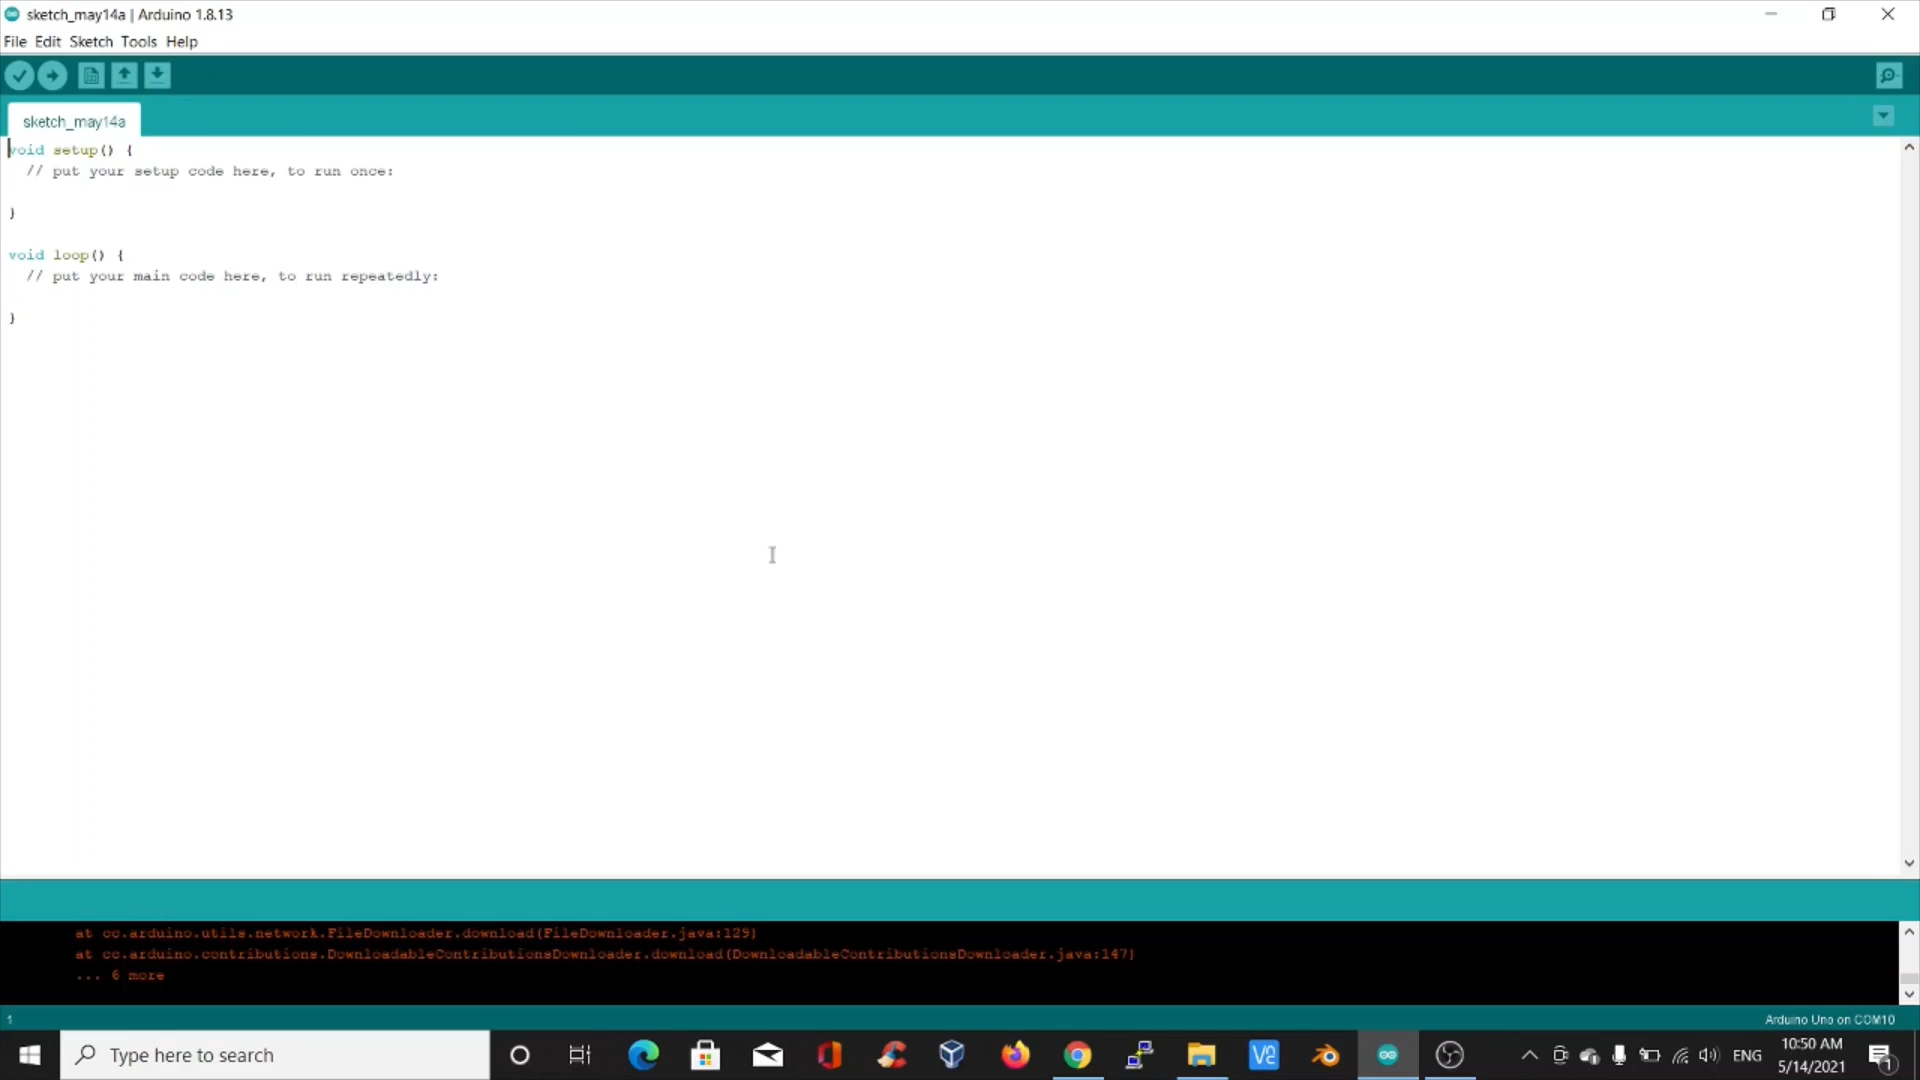 sketch_may14a | Arduino 1.8.13
File Edit Sketch Tools Help
sketch_may14a
void setup() {
// put your setup code here, to run once:
}
void loop() {
// put your main code here, to run repeatedly:
}
at cc.arduino.utils.network.FileDownloader.download(FileDownloader.java:129)
at cc.arduino.contributions.DownloadableContributionsDownloader.download(DownloadableContributionsDownloader.java:147)
... 6 more
1
Arduino Uno on COM10
Type here to search
V2
ENG
10:50 AM
5/14/2021
1